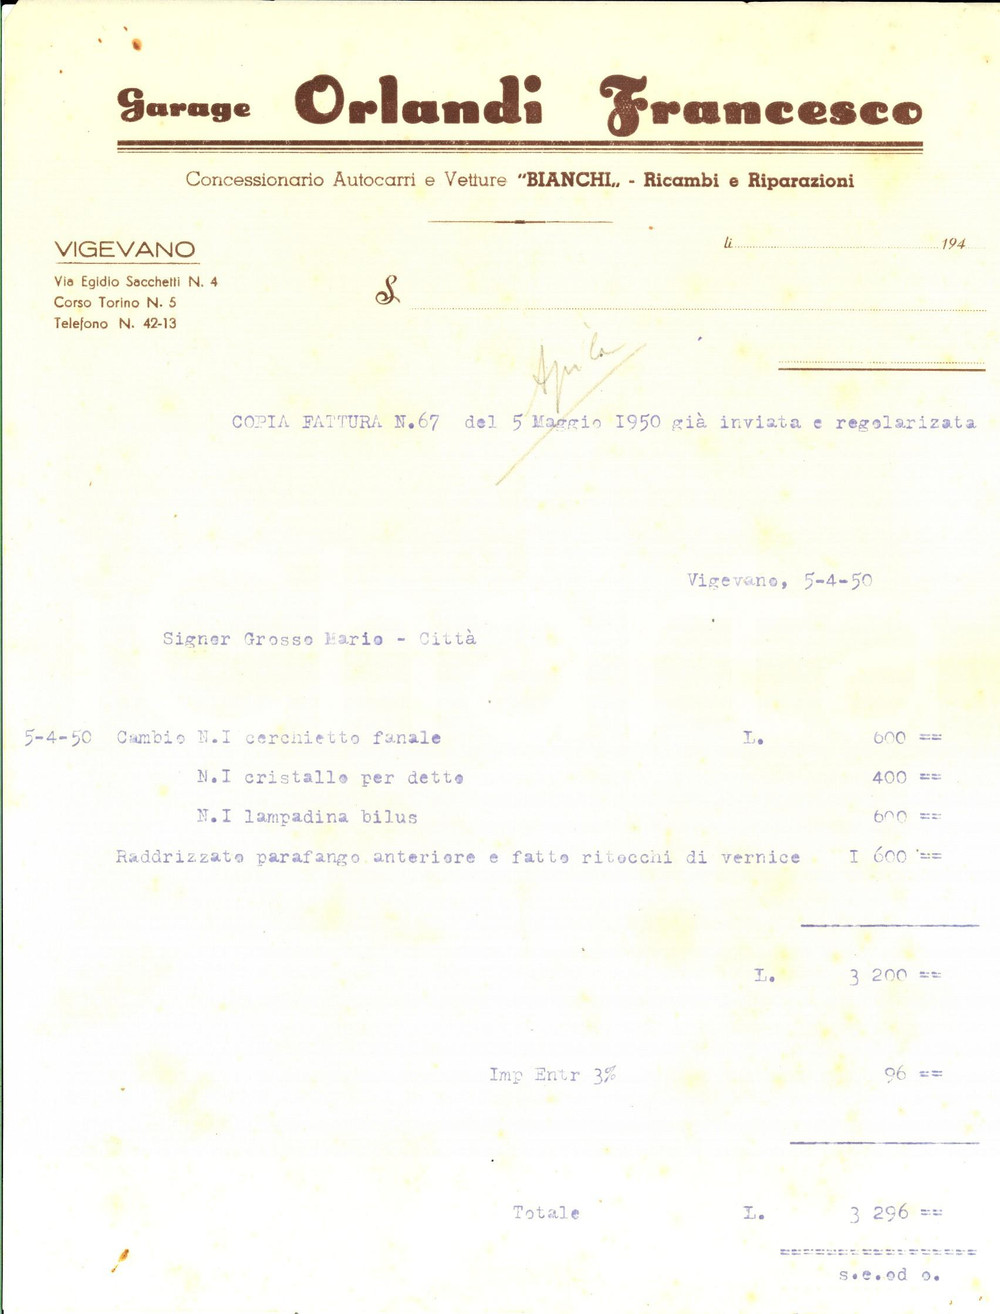 Garage Orlandi Francesco
Concessionario Autocarri e Vetture "BIANCHI„ - Ricambi e Riparazioni
VIGEVANO
Via Egidio Sacchetti N. 4
Corso Torino N. 5
Telefono N. 42-13
li 194
S.
Aprile
COPIA FATTURA N.67 del 5 Maggio I950 già inviata e regolarizata
Vigevano, 5-4-50
Signor Grosso Mario - Città
5-4-50 Cambio N.I cerchietto fanale L. 600 ==
N.I cristallo per detto 400 ==
N.I lampadina bilus 600 ==
Raddrizzato parafango anteriore e fatto ritocchi di vernice I 600 ==
L. 3 200 ==
Imp Entr 3% 96 ==
Totale L. 3 296 ==
=================
s.e.od o.